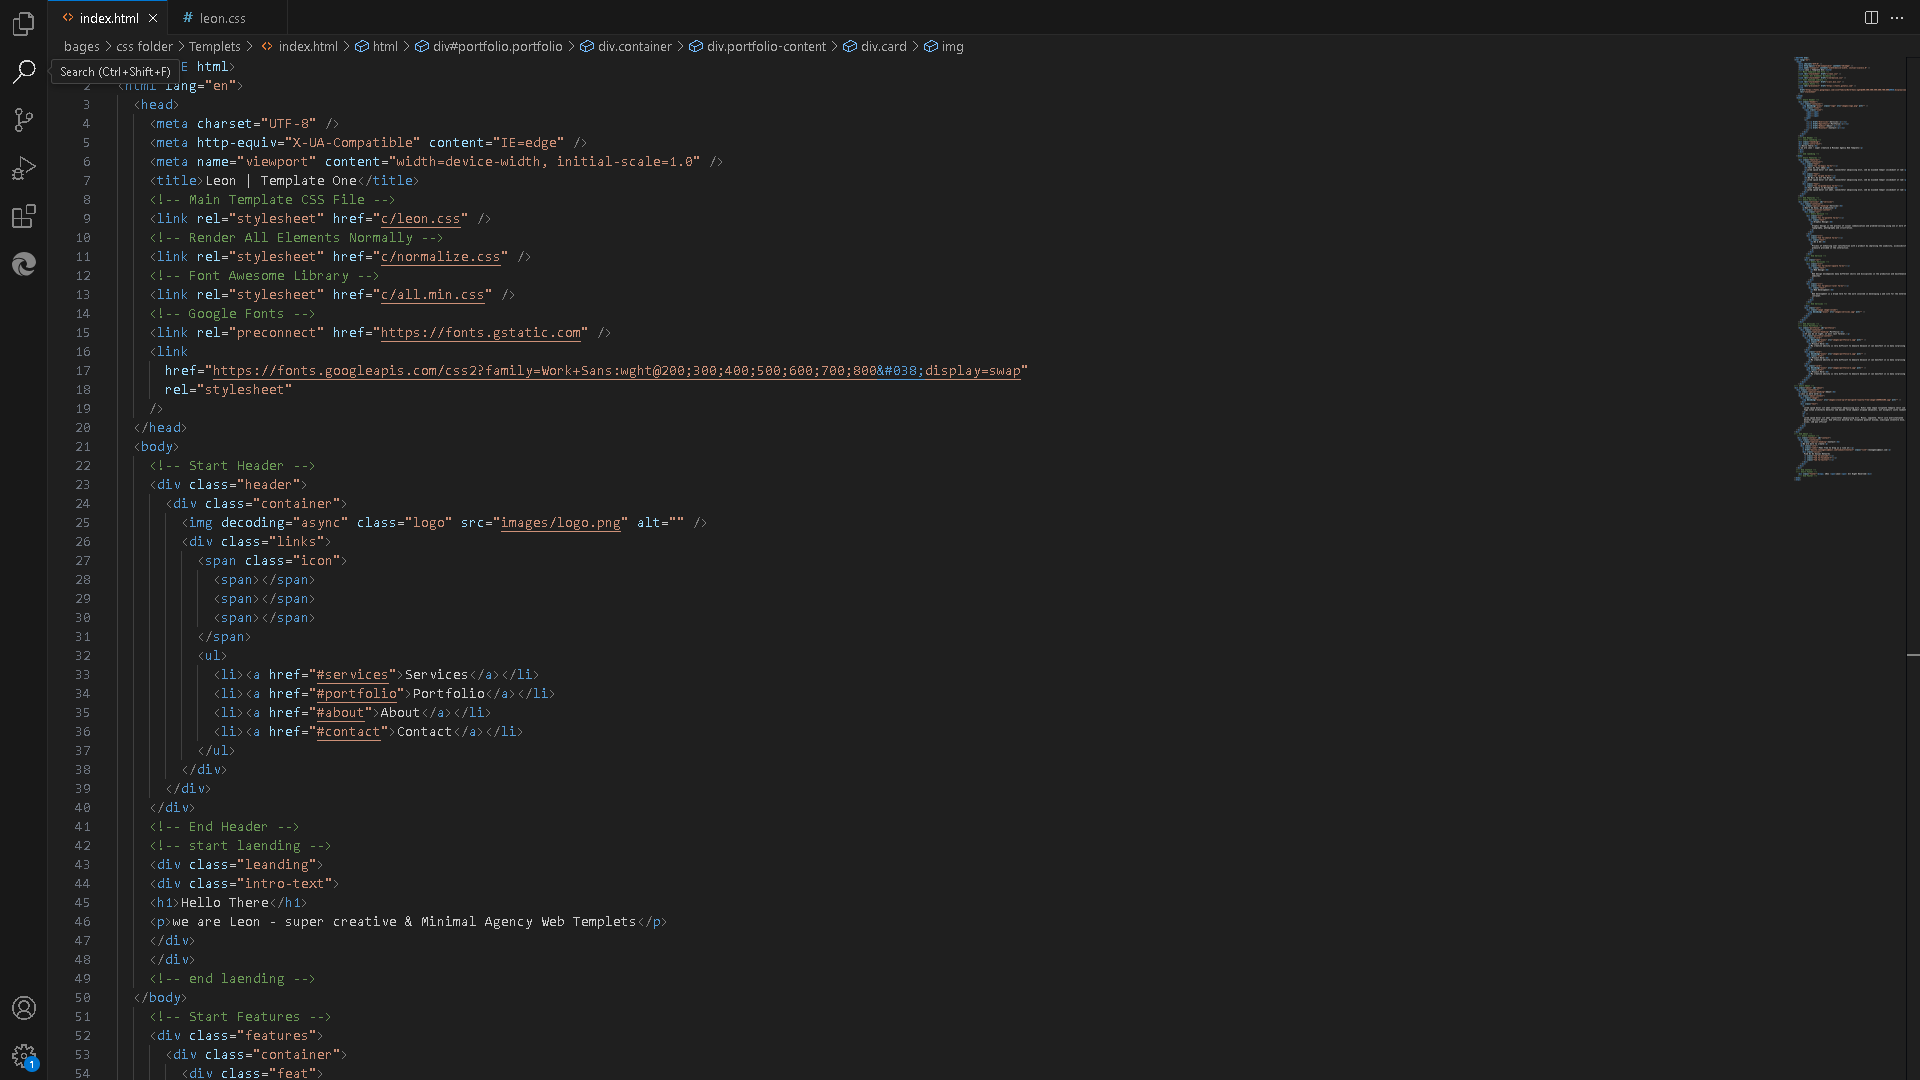 index.html
leon.css
bages > css folder > Templets > index.html > html > div#portfolio.portfolio > div.container > div.portfolio-content > div.card > img
Search (Ctrl+Shift+F)
E html>
2 <html lang="en">
3 <head>
4 <meta charset="UTF-8" />
5 <meta http-equiv="X-UA-Compatible" content="IE=edge" />
6 <meta name="viewport" content="width=device-width, initial-scale=1.0" />
7 <title>Leon | Template One</title>
8 <!-- Main Template CSS File -->
9 <link rel="stylesheet" href="c/leon.css" />
10 <!-- Render All Elements Normally -->
11 <link rel="stylesheet" href="c/normalize.css" />
12 <!-- Font Awesome Library -->
13 <link rel="stylesheet" href="c/all.min.css" />
14 <!-- Google Fonts -->
15 <link rel="preconnect" href="https://fonts.gstatic.com" />
16 <link
17 href="https://fonts.googleapis.com/css2?family=Work+Sans:wght@200;300;400;500;600;700;800&#038;display=swap"
18 rel="stylesheet"
19 />
20 </head>
21 <body>
22 <!-- Start Header -->
23 <div class="header">
24 <div class="container">
25 <img decoding="async" class="logo" src="images/logo.png" alt="" />
26 <div class="links">
27 <span class="icon">
28 <span></span>
29 <span></span>
30 <span></span>
31 </span>
32 <ul>
33 <li><a href="#services">Services</a></li>
34 <li><a href="#portfolio">Portfolio</a></li>
35 <li><a href="#about">About</a></li>
36 <li><a href="#contact">Contact</a></li>
37 </ul>
38 </div>
39 </div>
40 </div>
41 <!-- End Header -->
42 <!-- start laending -->
43 <div class="leanding">
44 <div class="intro-text">
45 <h1>Hello There</h1>
46 <p>we are Leon - super creative & Minimal Agency Web Templets</p>
47 </div>
48 </div>
49 <!-- end laending -->
50 </body>
51 <!-- Start Features -->
52 <div class="features">
53 <div class="container">
54 <div class="feat">
1